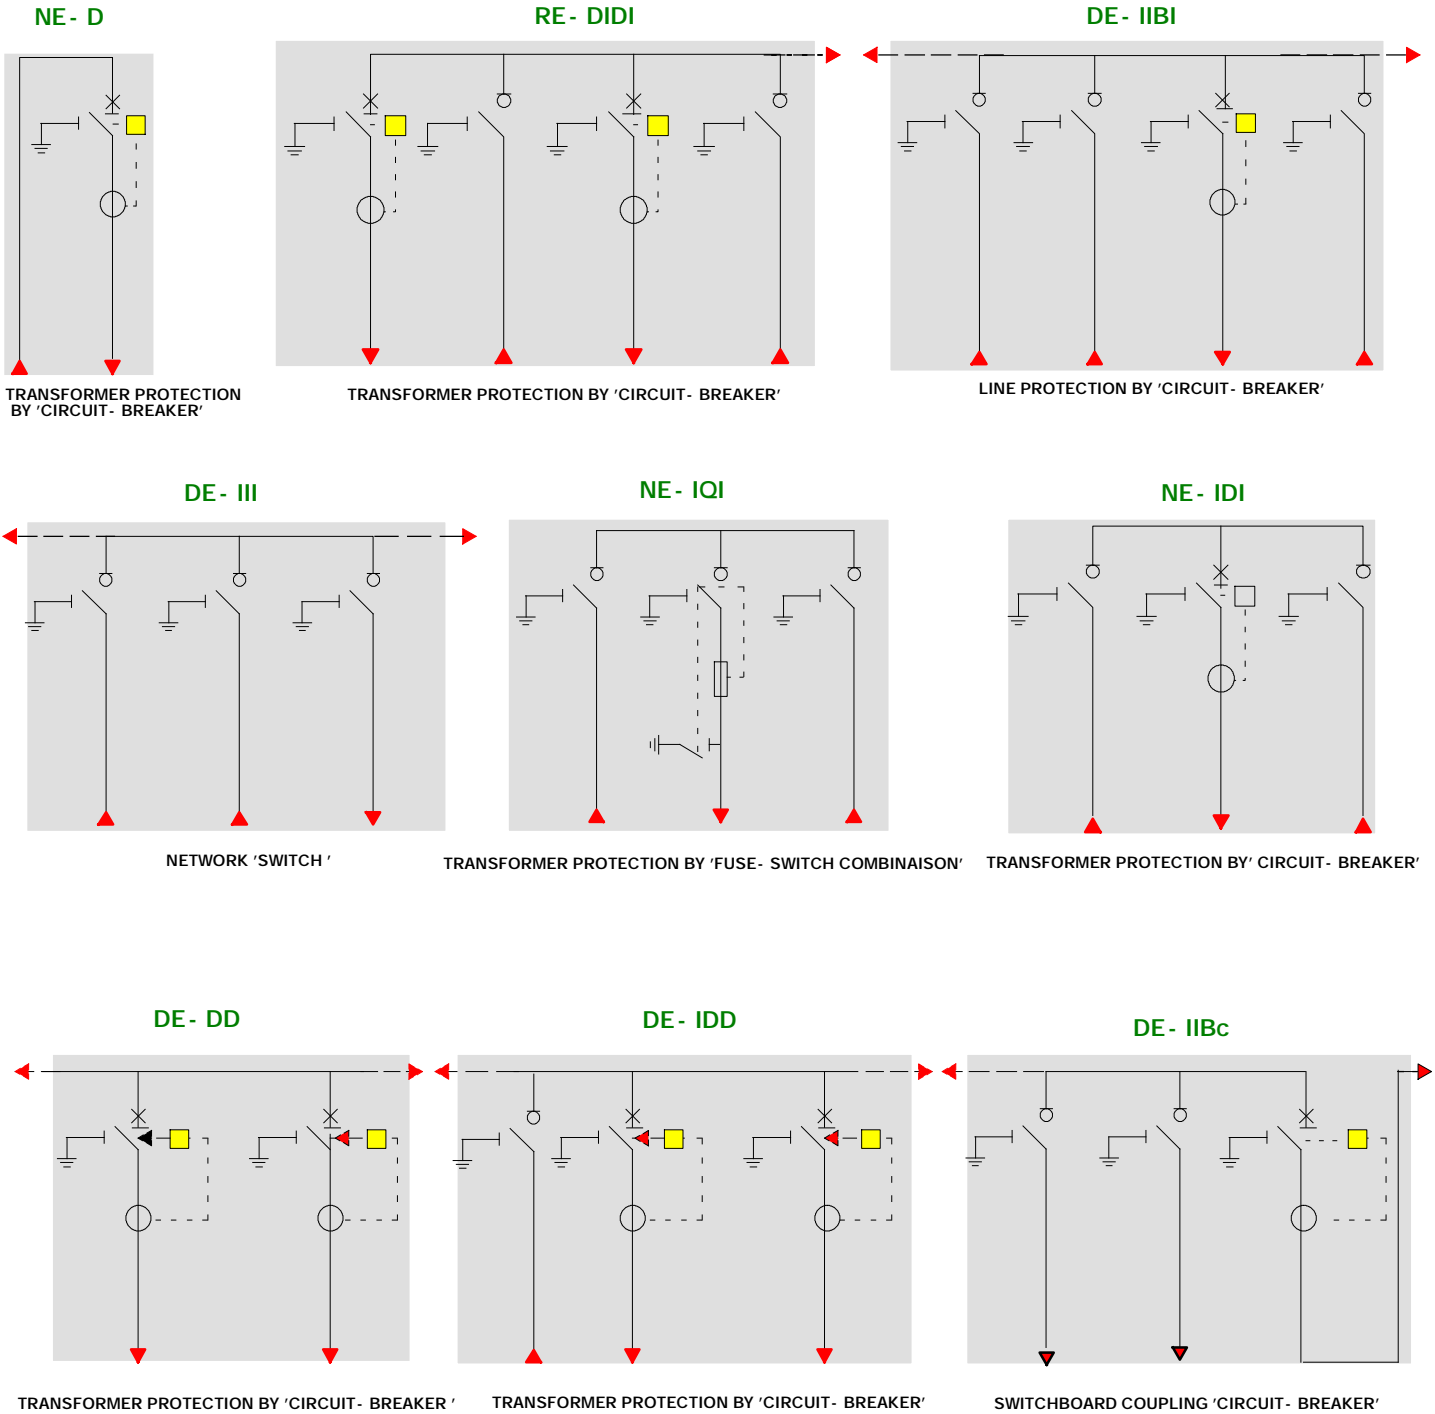 NE- D
RE- DIDI
DE- IIBI
TRANSFORMER PROTECTION
BY 'CIRCUIT- BREAKER'
TRANSFORMER PROTECTION BY 'CIRCUIT- BREAKER'
LINE PROTECTION BY 'CIRCUIT- BREAKER'
DE- III
NE- IQI
NE- IDI
NETWORK 'SWITCH '
TRANSFORMER PROTECTION BY 'FUSE- SWITCH COMBINAISON'
TRANSFORMER PROTECTION BY' CIRCUIT- BREAKER'
DE- DD
DE- IDD
DE- IIBc
TRANSFORMER PROTECTION BY 'CIRCUIT- BREAKER '
TRANSFORMER PROTECTION BY 'CIRCUIT- BREAKER'
SWITCHBOARD COUPLING 'CIRCUIT- BREAKER'